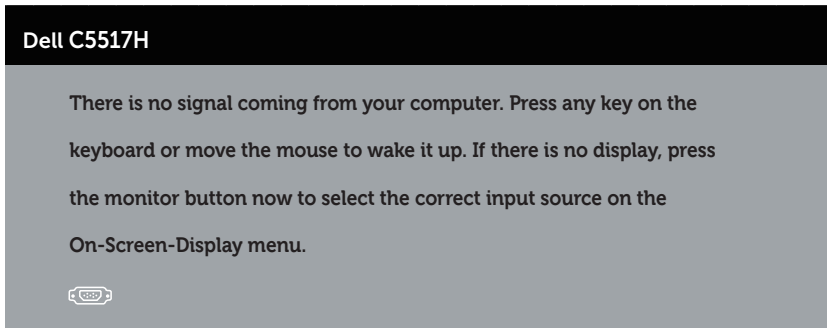 Dell C5517H
There is no signal coming from your computer. Press any key on the
keyboard or move the mouse to wake it up. If there is no display, press
the monitor button now to select the correct input source on the
On-Screen-Display menu.